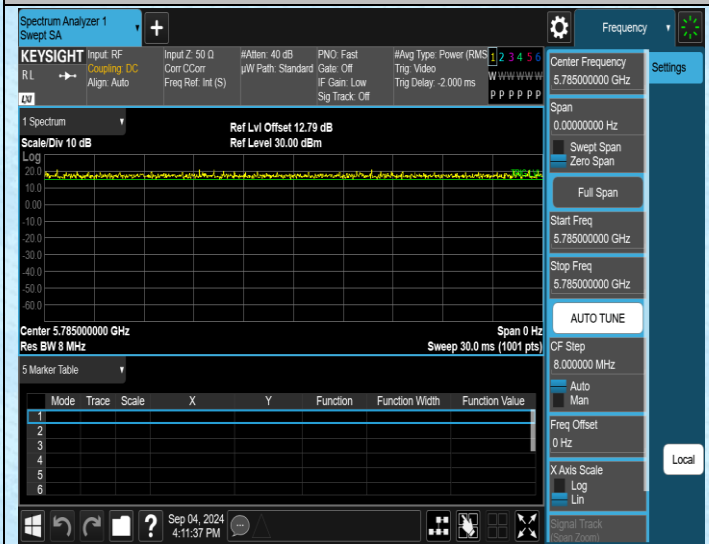 Spectrum Analyzer 1
Swept SA
+
Frequency
KEYSIGHT
Input: RF
Coupling: DC
Align: Auto
Input Z: 50 Ω
Corr CCorr
Freq Ref: Int (S)
#Atten: 40 dB
µW Path: Standard
PNO: Fast
Gate: Off
IF Gain: Low
Sig Track: Off
#Avg Type: Power (RMS
Trig: Video
Trig Delay: -2.000 ms
1 2 3 4 5 6
W W W W W W
P P P P P P
R L
LXI
Settings
1 Spectrum
Scale/Div 10 dB
Ref Lvl Offset 12.79 dB
Ref Level 30.00 dBm
Log
20.0
10.0
0.00
-10.0
-20.0
-30.0
-40.0
-50.0
-60.0
Center 5.785000000 GHz
Res BW 8 MHz
Span 0 Hz
Sweep 30.0 ms (1001 pts)
5 Marker Table
Mode Trace Scale X Y Function Function Width Function Value
1
2
3
4
5
6
Center Frequency
5.785000000 GHz
Span
0.00000000 Hz
Swept Span
Zero Span
Full Span
Start Freq
5.785000000 GHz
Stop Freq
5.785000000 GHz
AUTO TUNE
CF Step
8.000000 MHz
Auto
Man
Freq Offset
0 Hz
X Axis Scale
Log
Lin
Signal Track
(Span Zoom)
Local
?
Sep 04, 2024
4:11:37 PM